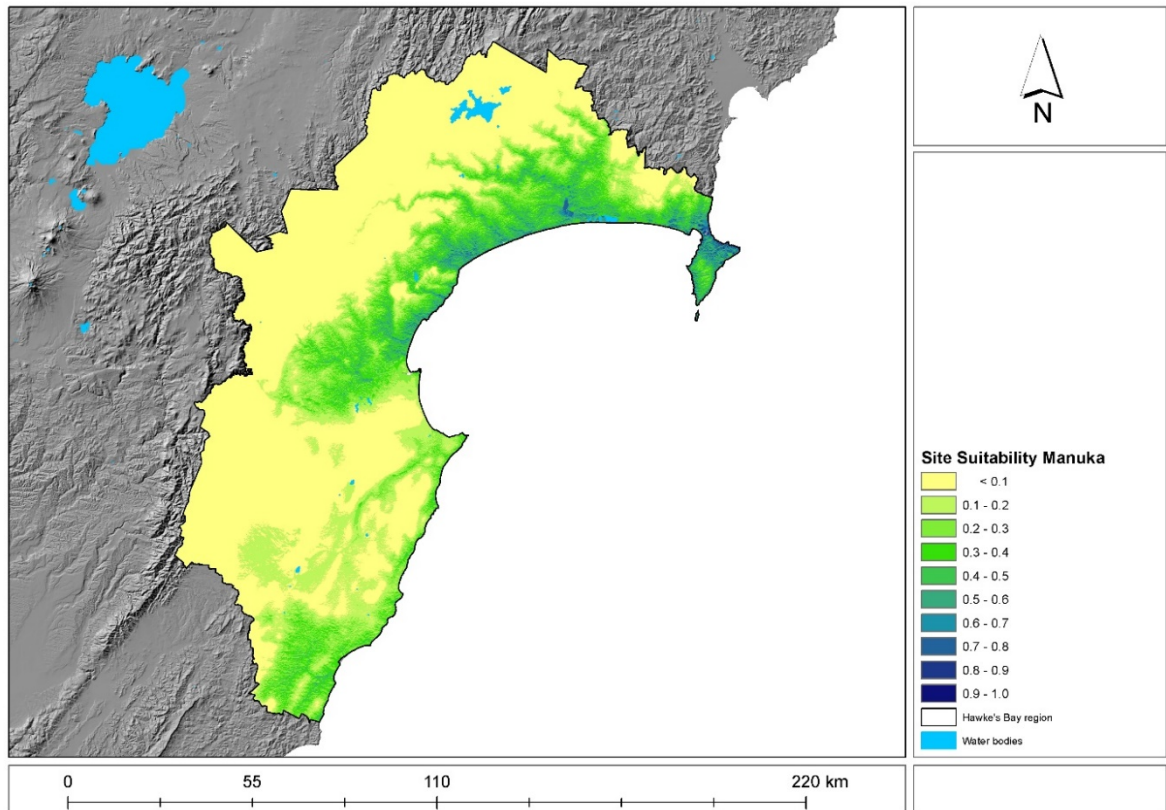 N
Site Suitability Manuka
< 0.1
0.1 - 0.2
0.2 - 0.3
0.3 - 0.4
0.4 - 0.5
0.5 - 0.6
0.6 - 0.7
0.7 - 0.8
0.8 - 0.9
0.9 - 1.0
Hawke's Bay region
Water bodies
0 55 110 220 km